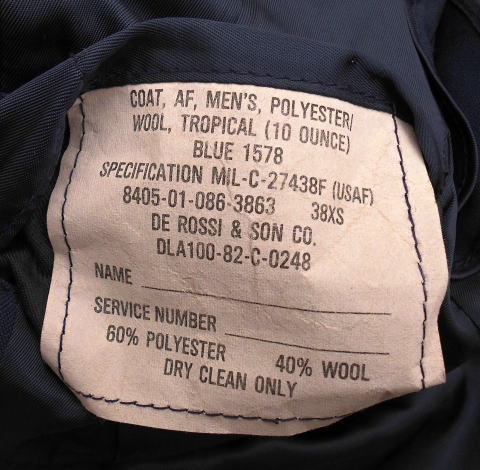 COAT, AF, MEN'S, POLYESTER/
WOOL, TROPICAL (10 OUNCE)
BLUE 1578
SPECIFICATION MIL-C-27438F (USAF)
8405-01-086-3863 38XS
DE ROSSI & SON CO.
DLA100-82-C-0248
NAME
SERVICE NUMBER
60% POLYESTER 40% WOOL
DRY CLEAN ONLY